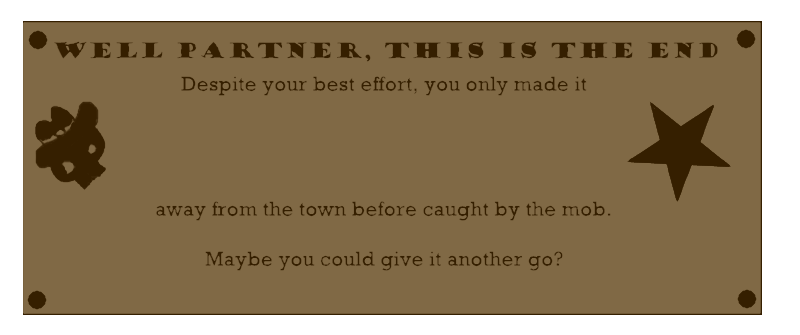 WELL PARTNER, THIS IS THE END
Despite your best effort, you only made it
away from the town before caught by the mob.
Maybe you could give it another go?